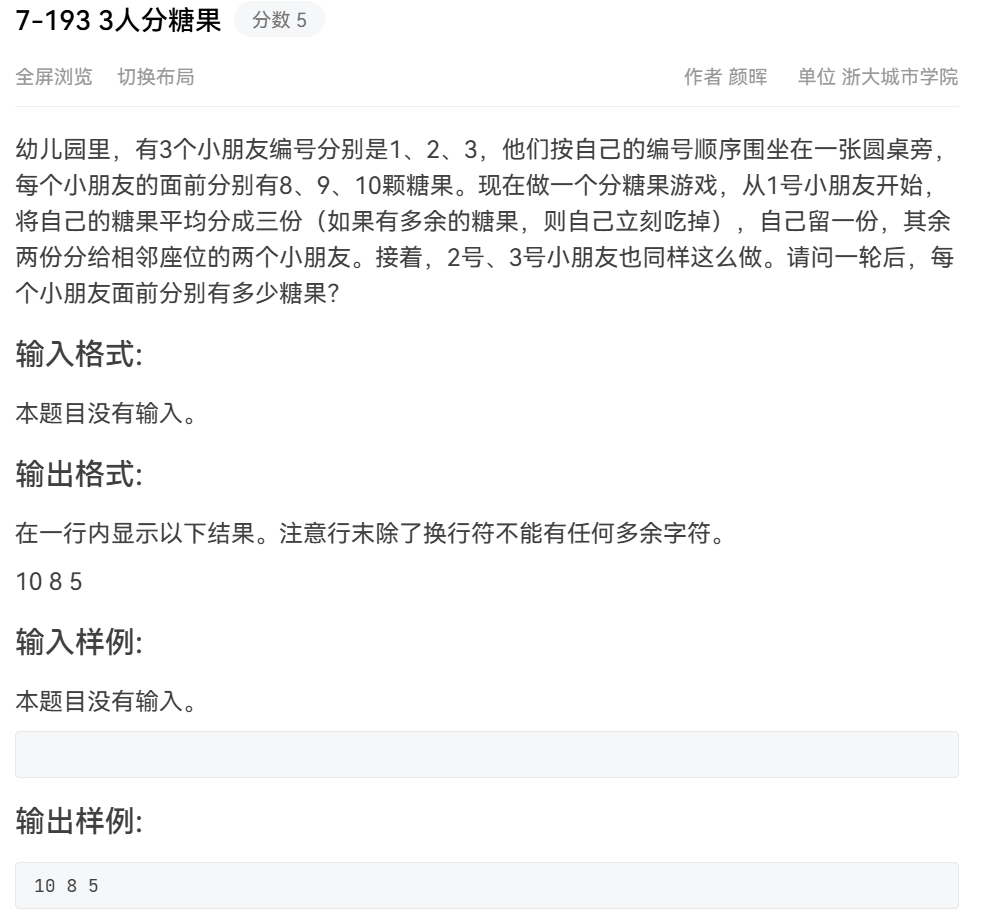 7-193 3人分糖果 分数 5
全屏浏览 切换布局 作者 颜晖 单位 浙大城市学院
幼儿园里，有3个小朋友编号分别是1、2、3，他们按自己的编号顺序围坐在一张圆桌旁，
每个小朋友的面前分别有8、9、10颗糖果。现在做一个分糖果游戏，从1号小朋友开始，
将自己的糖果平均分成三份（如果有多余的糖果，则自己立刻吃掉），自己留一份，其余
两份分给相邻座位的两个小朋友。接着，2号、3号小朋友也同样这么做。请问一轮后，每
个小朋友面前分别有多少糖果？
输入格式:
本题目没有输入。
输出格式:
在一行内显示以下结果。注意行末除了换行符不能有任何多余字符。
10 8 5
输入样例:
本题目没有输入。
输出样例:
10 8 5